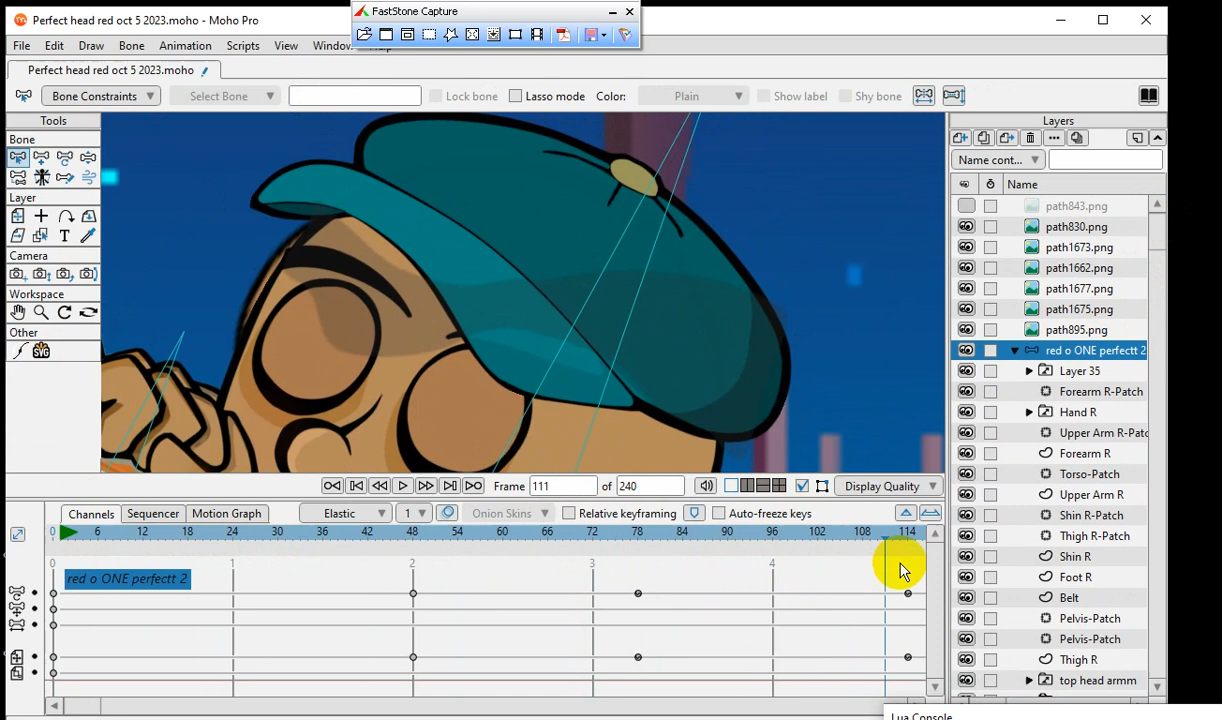 FastStone Capture
Perfect head red oct 5 2023.moho - Moho Pro
File Edit Draw Bone Animation Scripts View Window Help
Perfect head red oct 5 2023.moho
Bone Constraints Select Bone Lock bone Lasso mode Color: Plain Show label Shy bone
Tools
Bone
Layer
T
Camera
Workspace
Other
SVG
Layers
Name cont...
Name
path843.png
path830.png
path1673.png
path1662.png
path1677.png
path1675.png
path895.png
red o ONE perfectt 2
Layer 35
Forearm R-Patch
Hand R
Upper Arm R-Patc
Forearm R
Torso-Patch
Upper Arm R
Shin R-Patch
Thigh R-Patch
Shin R
Foot R
Belt
Pelvis-Patch
Pelvis-Patch
Thigh R
top head armm
Frame 111 of 240 Display Quality
Channels Sequencer Motion Graph Elastic 1 Onion Skins Relative keyframing Auto-freeze keys
0 6 12 18 24 30 36 42 48 54 60 66 72 78 84 90 96 102 108 114
0 1 2 3 4
red o ONE perfectt 2
Lua Console